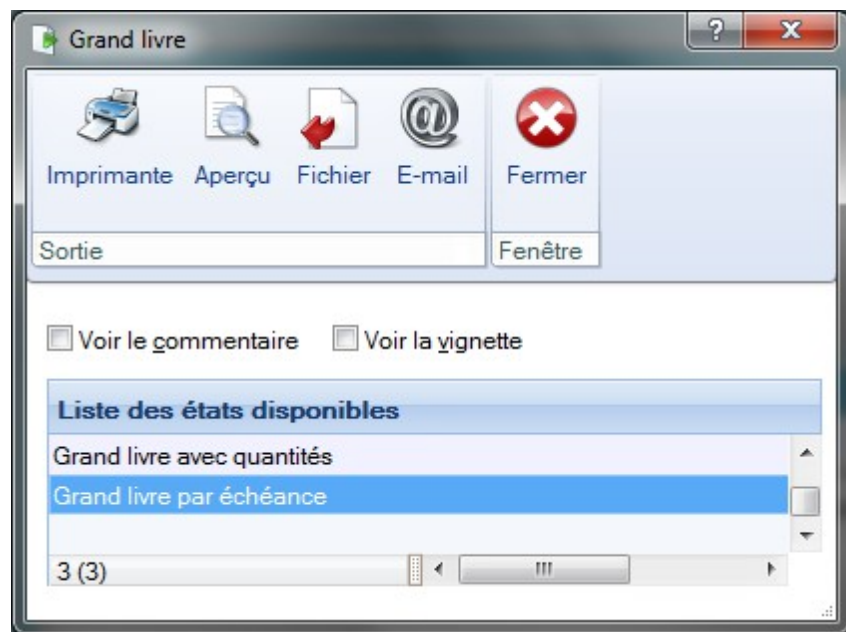 Grand livre
Imprimante Aperçu Fichier E-mail Fermer
Sortie Fenêtre
Voir le commentaire Voir la vignette
Liste des états disponibles
Grand livre avec quantités
Grand livre par échéance
3 (3)